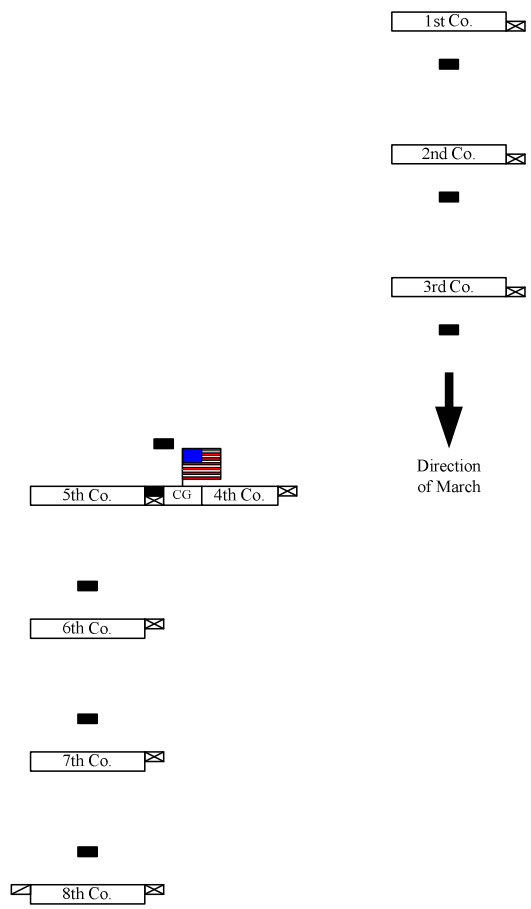 1st Co.
2nd Co.
3rd Co.
Direction
of March
5th Co.
CG
4th Co.
6th Co.
7th Co.
8th Co.